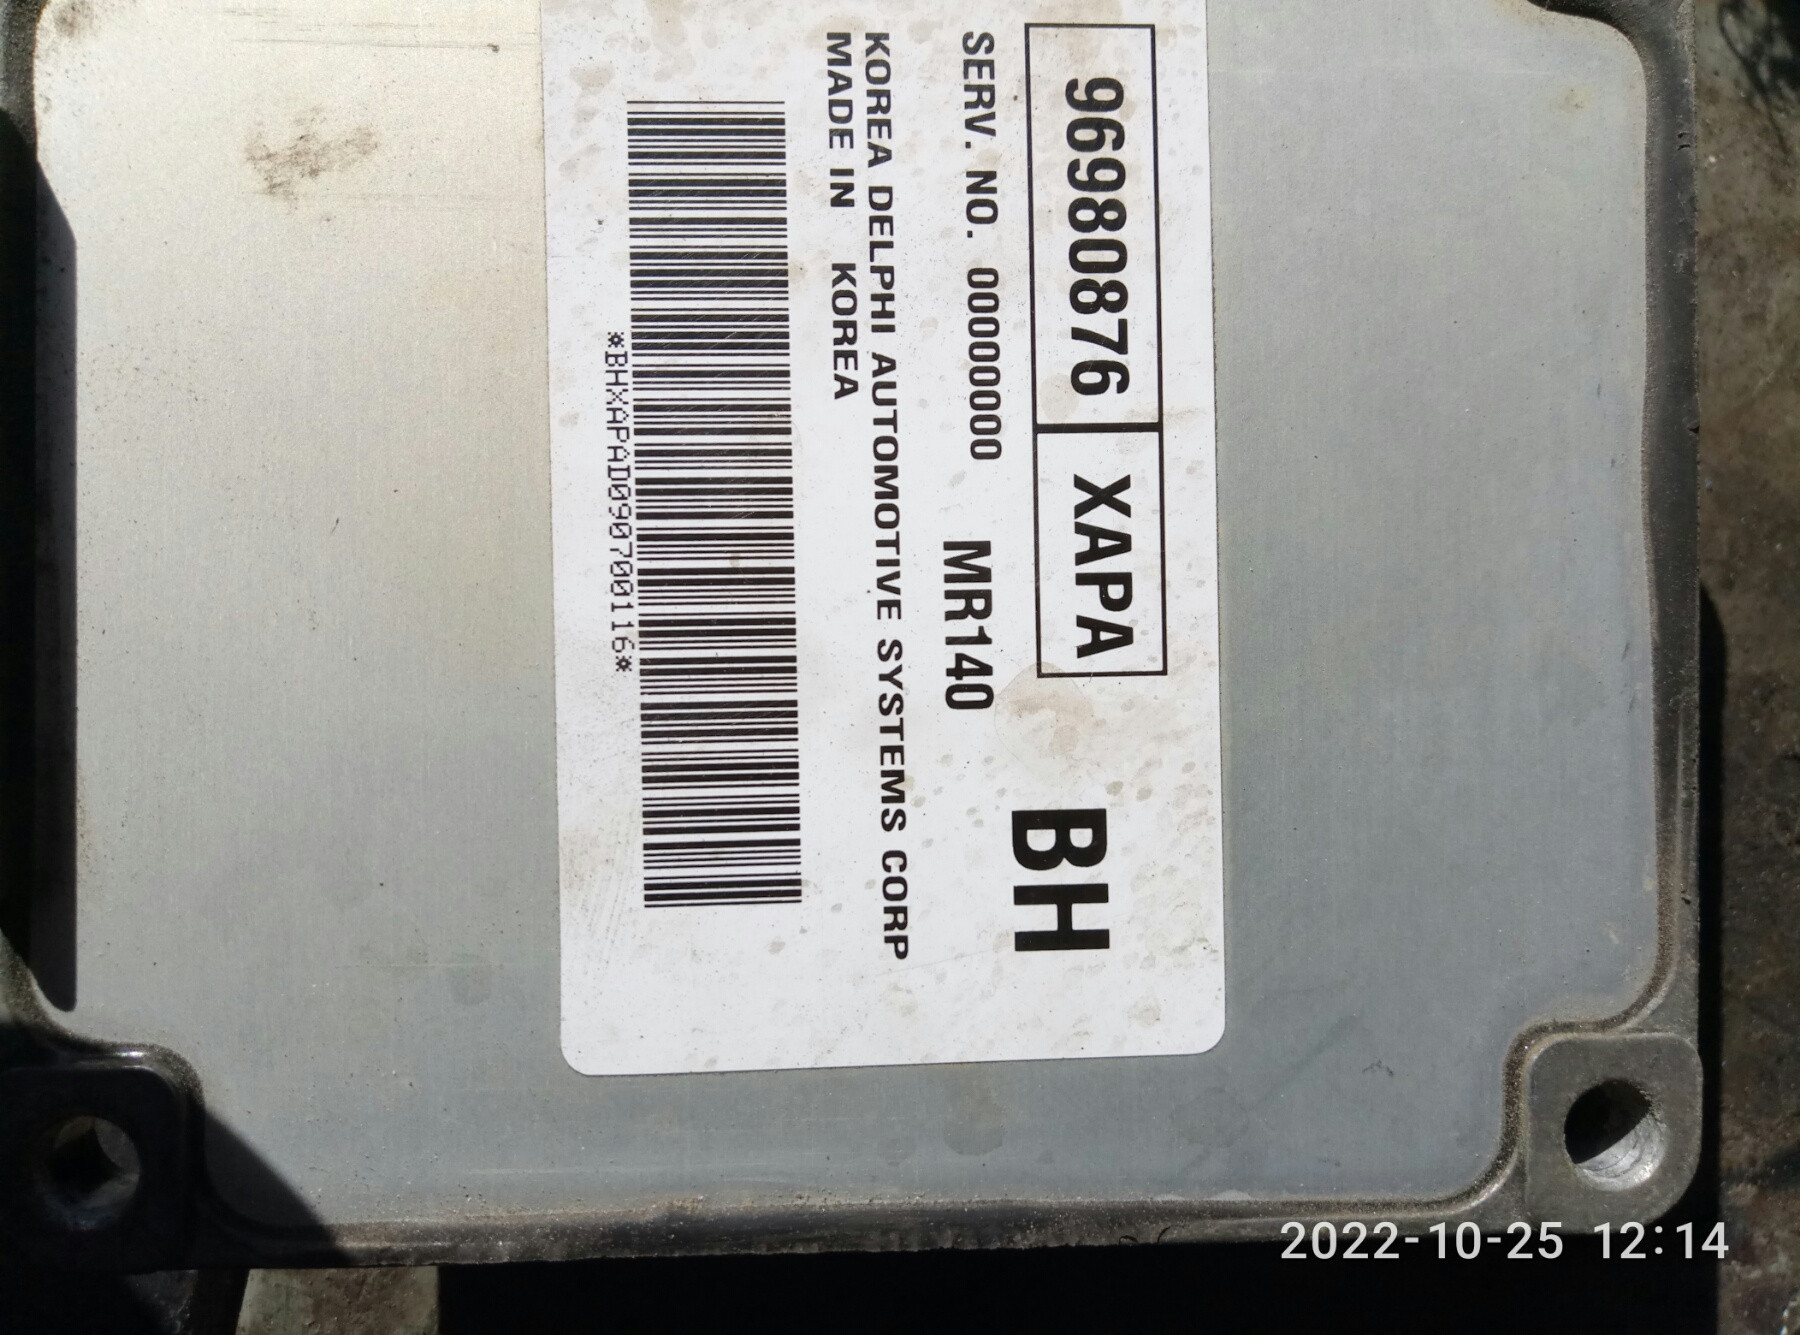 96980876 XAPA
SERV. NO. 00000000 MR140 BH
KOREA DELPHI AUTOMOTIVE SYSTEMS CORP
MADE IN KOREA
*BHXAPAD090700116*
2022-10-25 12:14